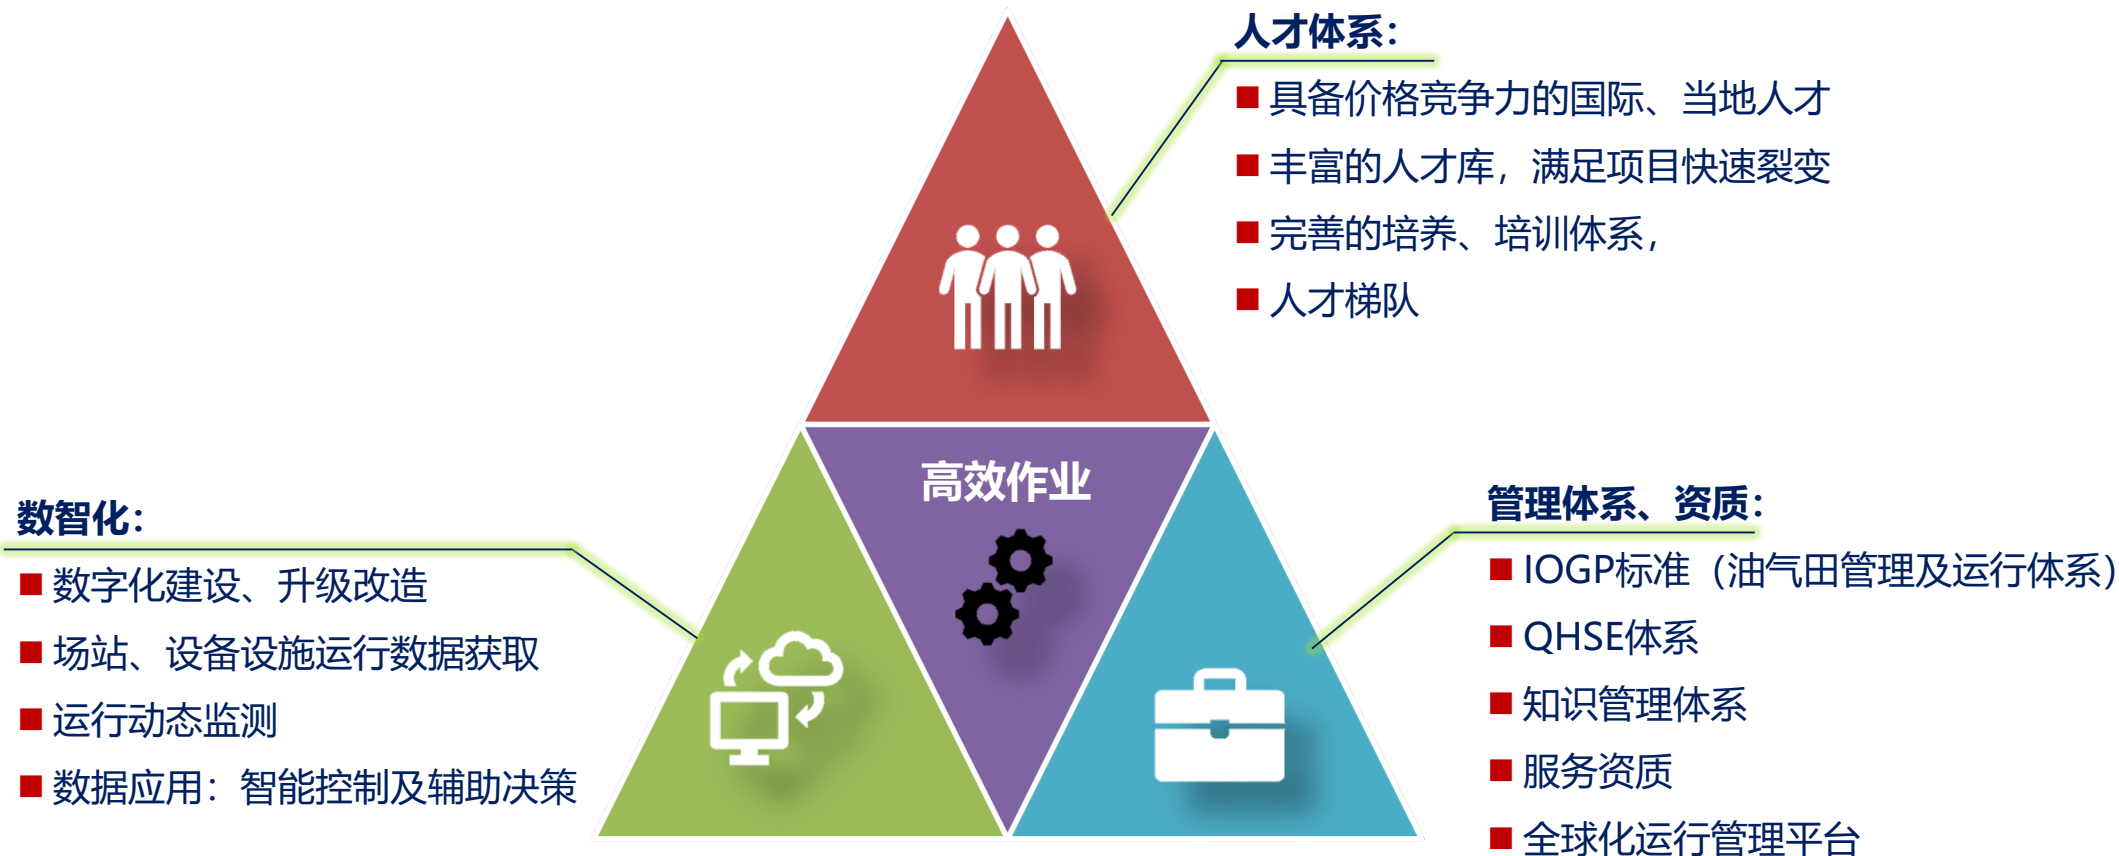 人才体系：
具备价格竞争力的国际、当地人才
丰富的人才库，满足项目快速裂变
完善的培养、培训体系，
人才梯队
高效作业
数智化：
数字化建设、升级改造
场站、设备设施运行数据获取
运行动态监测
数据应用：智能控制及辅助决策
管理体系、资质：
IOGP标准（油气田管理及运行体系）
QHSE体系
知识管理体系
服务资质
全球化运行管理平台